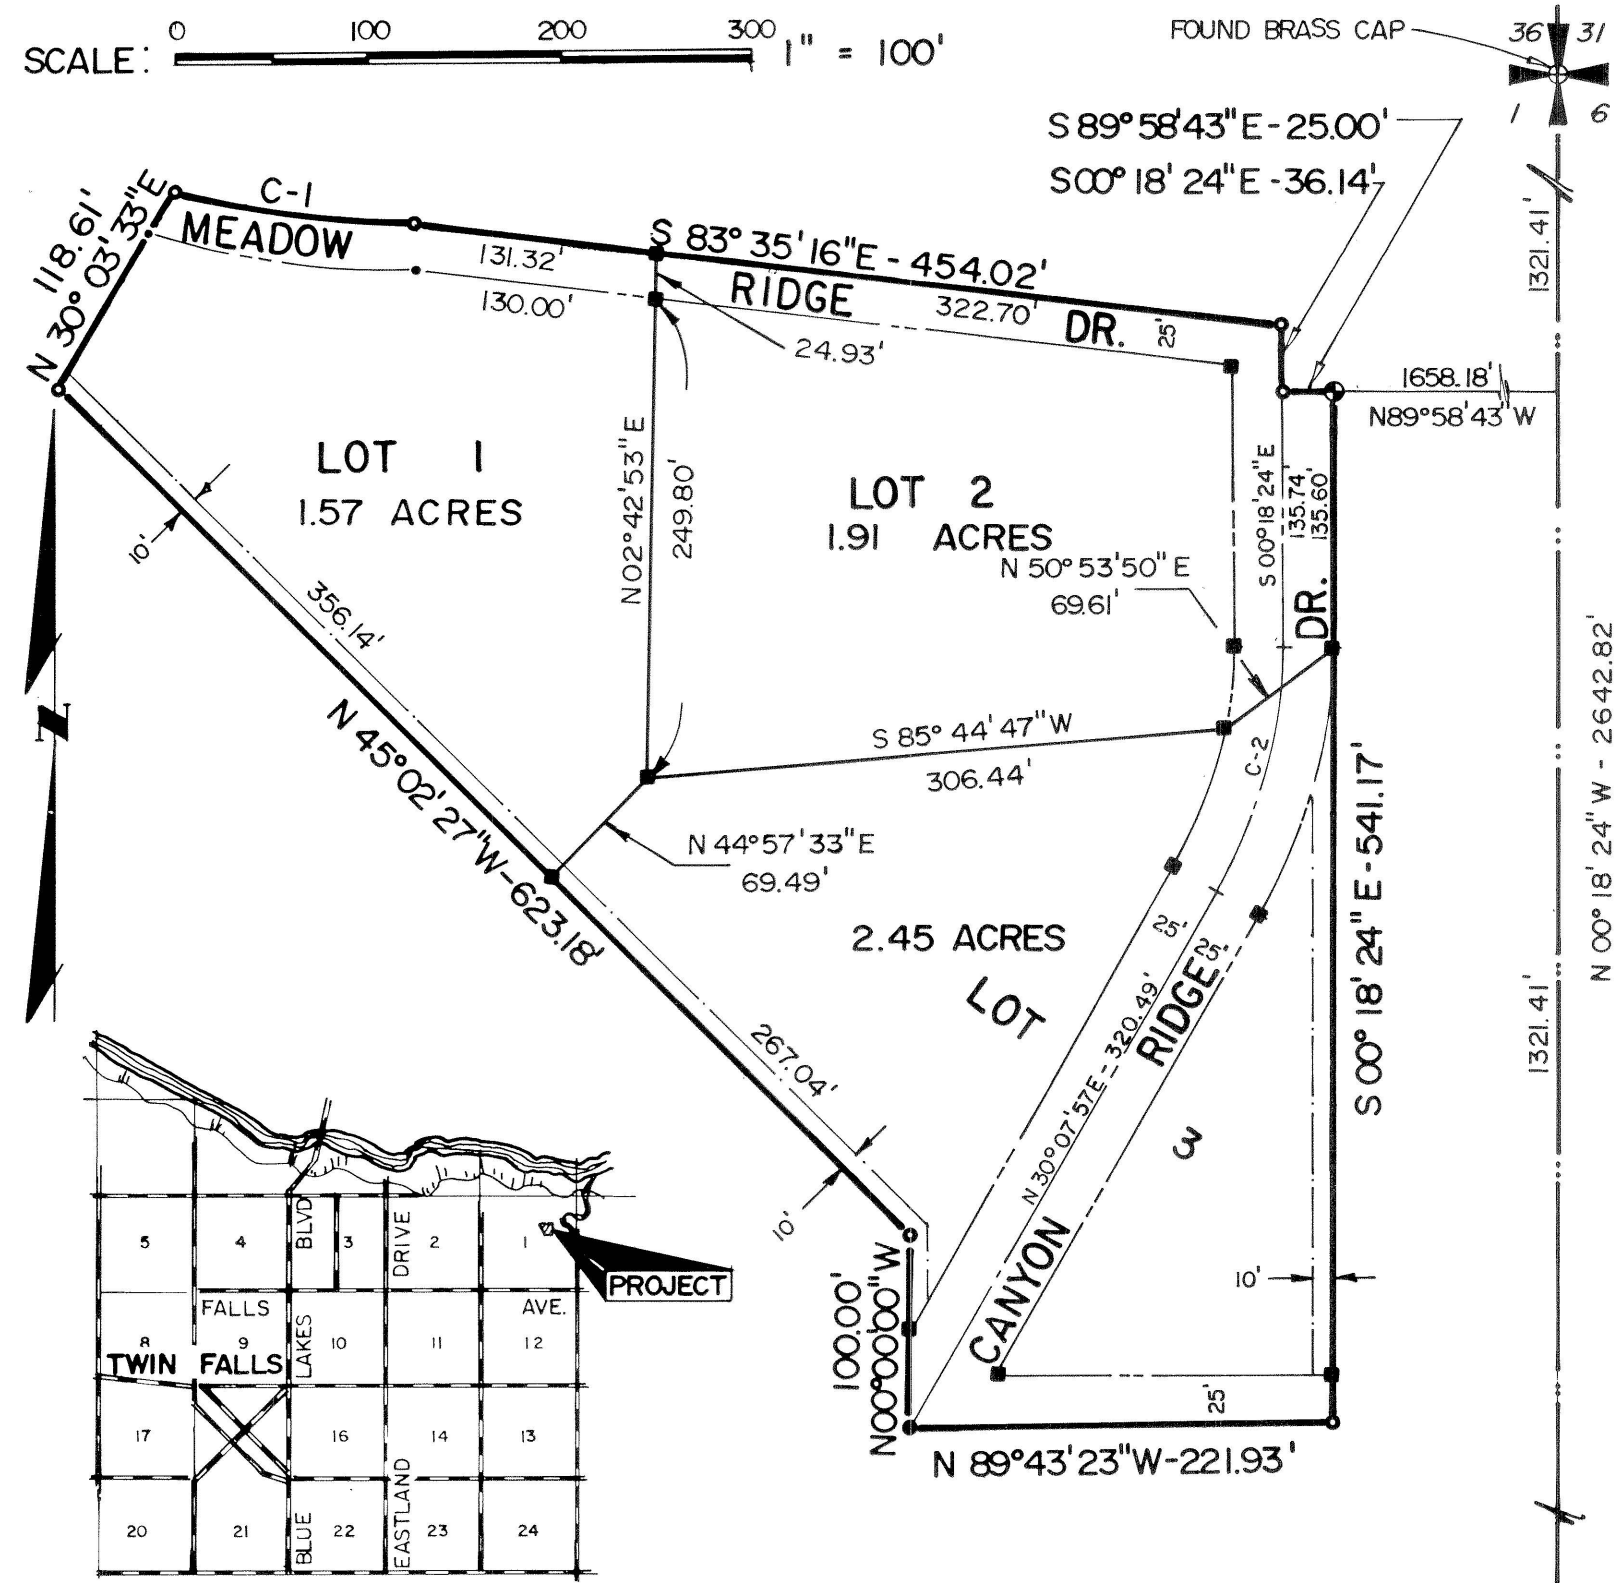 SCALE: 0 100 200 300 1" = 100'
FOUND BRASS CAP
36 31
1 6
S 89° 58' 43" E - 25.00'
S 00° 18' 24" E - 36.14'
1321.41'
118.61'
N 30° 03' 33" E
C-1
MEADOW RIDGE DR.
131.32'
S 83° 35' 16" E - 454.02'
130.00'
322.70'
25'
24.93'
1658.18'
N89°58'43"W
LOT 1
1.57 ACRES
N02°42'53"E
249.80'
LOT 2
1.91 ACRES
S 00°18'24"E
135.74'
135.60'
10'
N 50° 53' 50" E
69.61'
DR.
356.14'
N 45° 02' 27" W - 623.18'
S 85° 44' 47" W
306.44'
C-2
N 44° 57' 33" E
69.49'
N
S 00° 18' 24" E - 541.17'
N 00° 18' 24" W - 2642.82'
2.45 ACRES
LOT 3
25'
25'
N 30° 07' 57 E - 320.49'
CANYON RIDGE
1321.41'
267.04'
10'
10'
100.00'
N00°00'00"W
25'
N 89° 43' 23" W - 221.93'
5 4 3 2 1
BLVD
DRIVE
PROJECT
FALLS AVE.
8 9 10 11 12
TWIN FALLS
LAKES
17 16 14 13
EASTLAND
BLUE
20 21 22 23 24